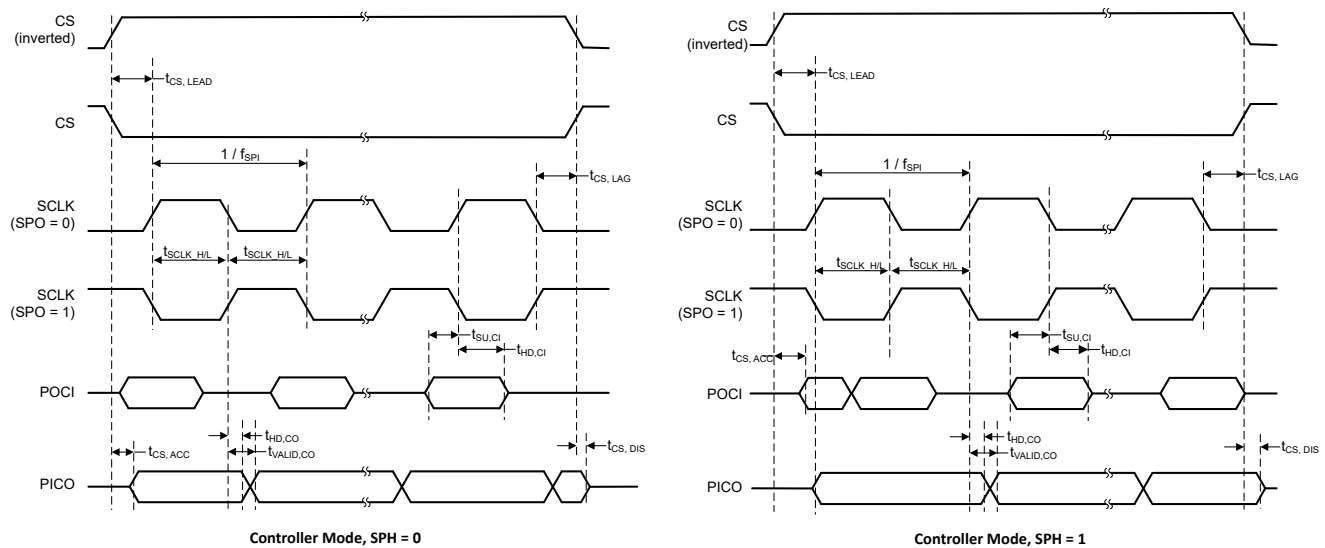 CS
(inverted)
tCS, LEAD
CS
1 / fSPI
tCS, LAG
SCLK
(SPO = 0)
tSCLK_H/L
tSCLK_H/L
SCLK
(SPO = 1)
tSU,CI
tHD,CI
POCI
tHD,CO
tVALID,CO
tCS, ACC
tCS, DIS
PICO
Controller Mode, SPH = 0
CS
(inverted)
tCS, LEAD
CS
1 / fSPI
tCS, LAG
SCLK
(SPO = 0)
tSCLK_H/L
tSCLK_H/L
SCLK
(SPO = 1)
tSU,CI
tHD,CI
tCS, ACC
POCI
tHD,CO
tVALID,CO
tCS, DIS
PICO
Controller Mode, SPH = 1